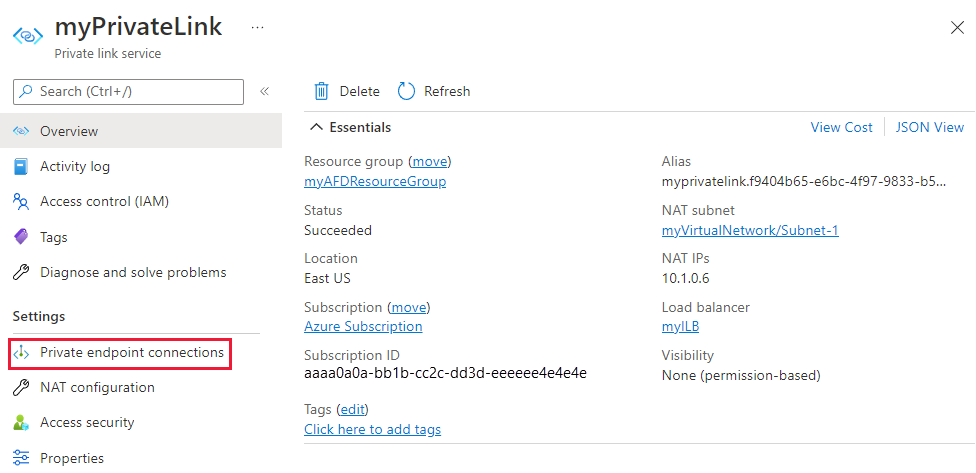 myPrivateLink ...
Private link service
Search (Ctrl+/)
«
Overview
Activity log
Access control (IAM)
Tags
Diagnose and solve problems
Settings
Private endpoint connections
NAT configuration
Access security
Properties
Delete Refresh
Essentials View Cost JSON View
Resource group (move)
myAFDResourceGroup
Status
Succeeded
Location
East US
Subscription (move)
Azure Subscription
Subscription ID
aaaa0a0a-bb1b-cc2c-dd3d-eeeeee4e4e4e
Tags (edit)
Click here to add tags
Alias
myprivatelink.f9404b65-e6bc-4f97-9833-b5...
NAT subnet
myVirtualNetwork/Subnet-1
NAT IPs
10.1.0.6
Load balancer
myILB
Visibility
None (permission-based)